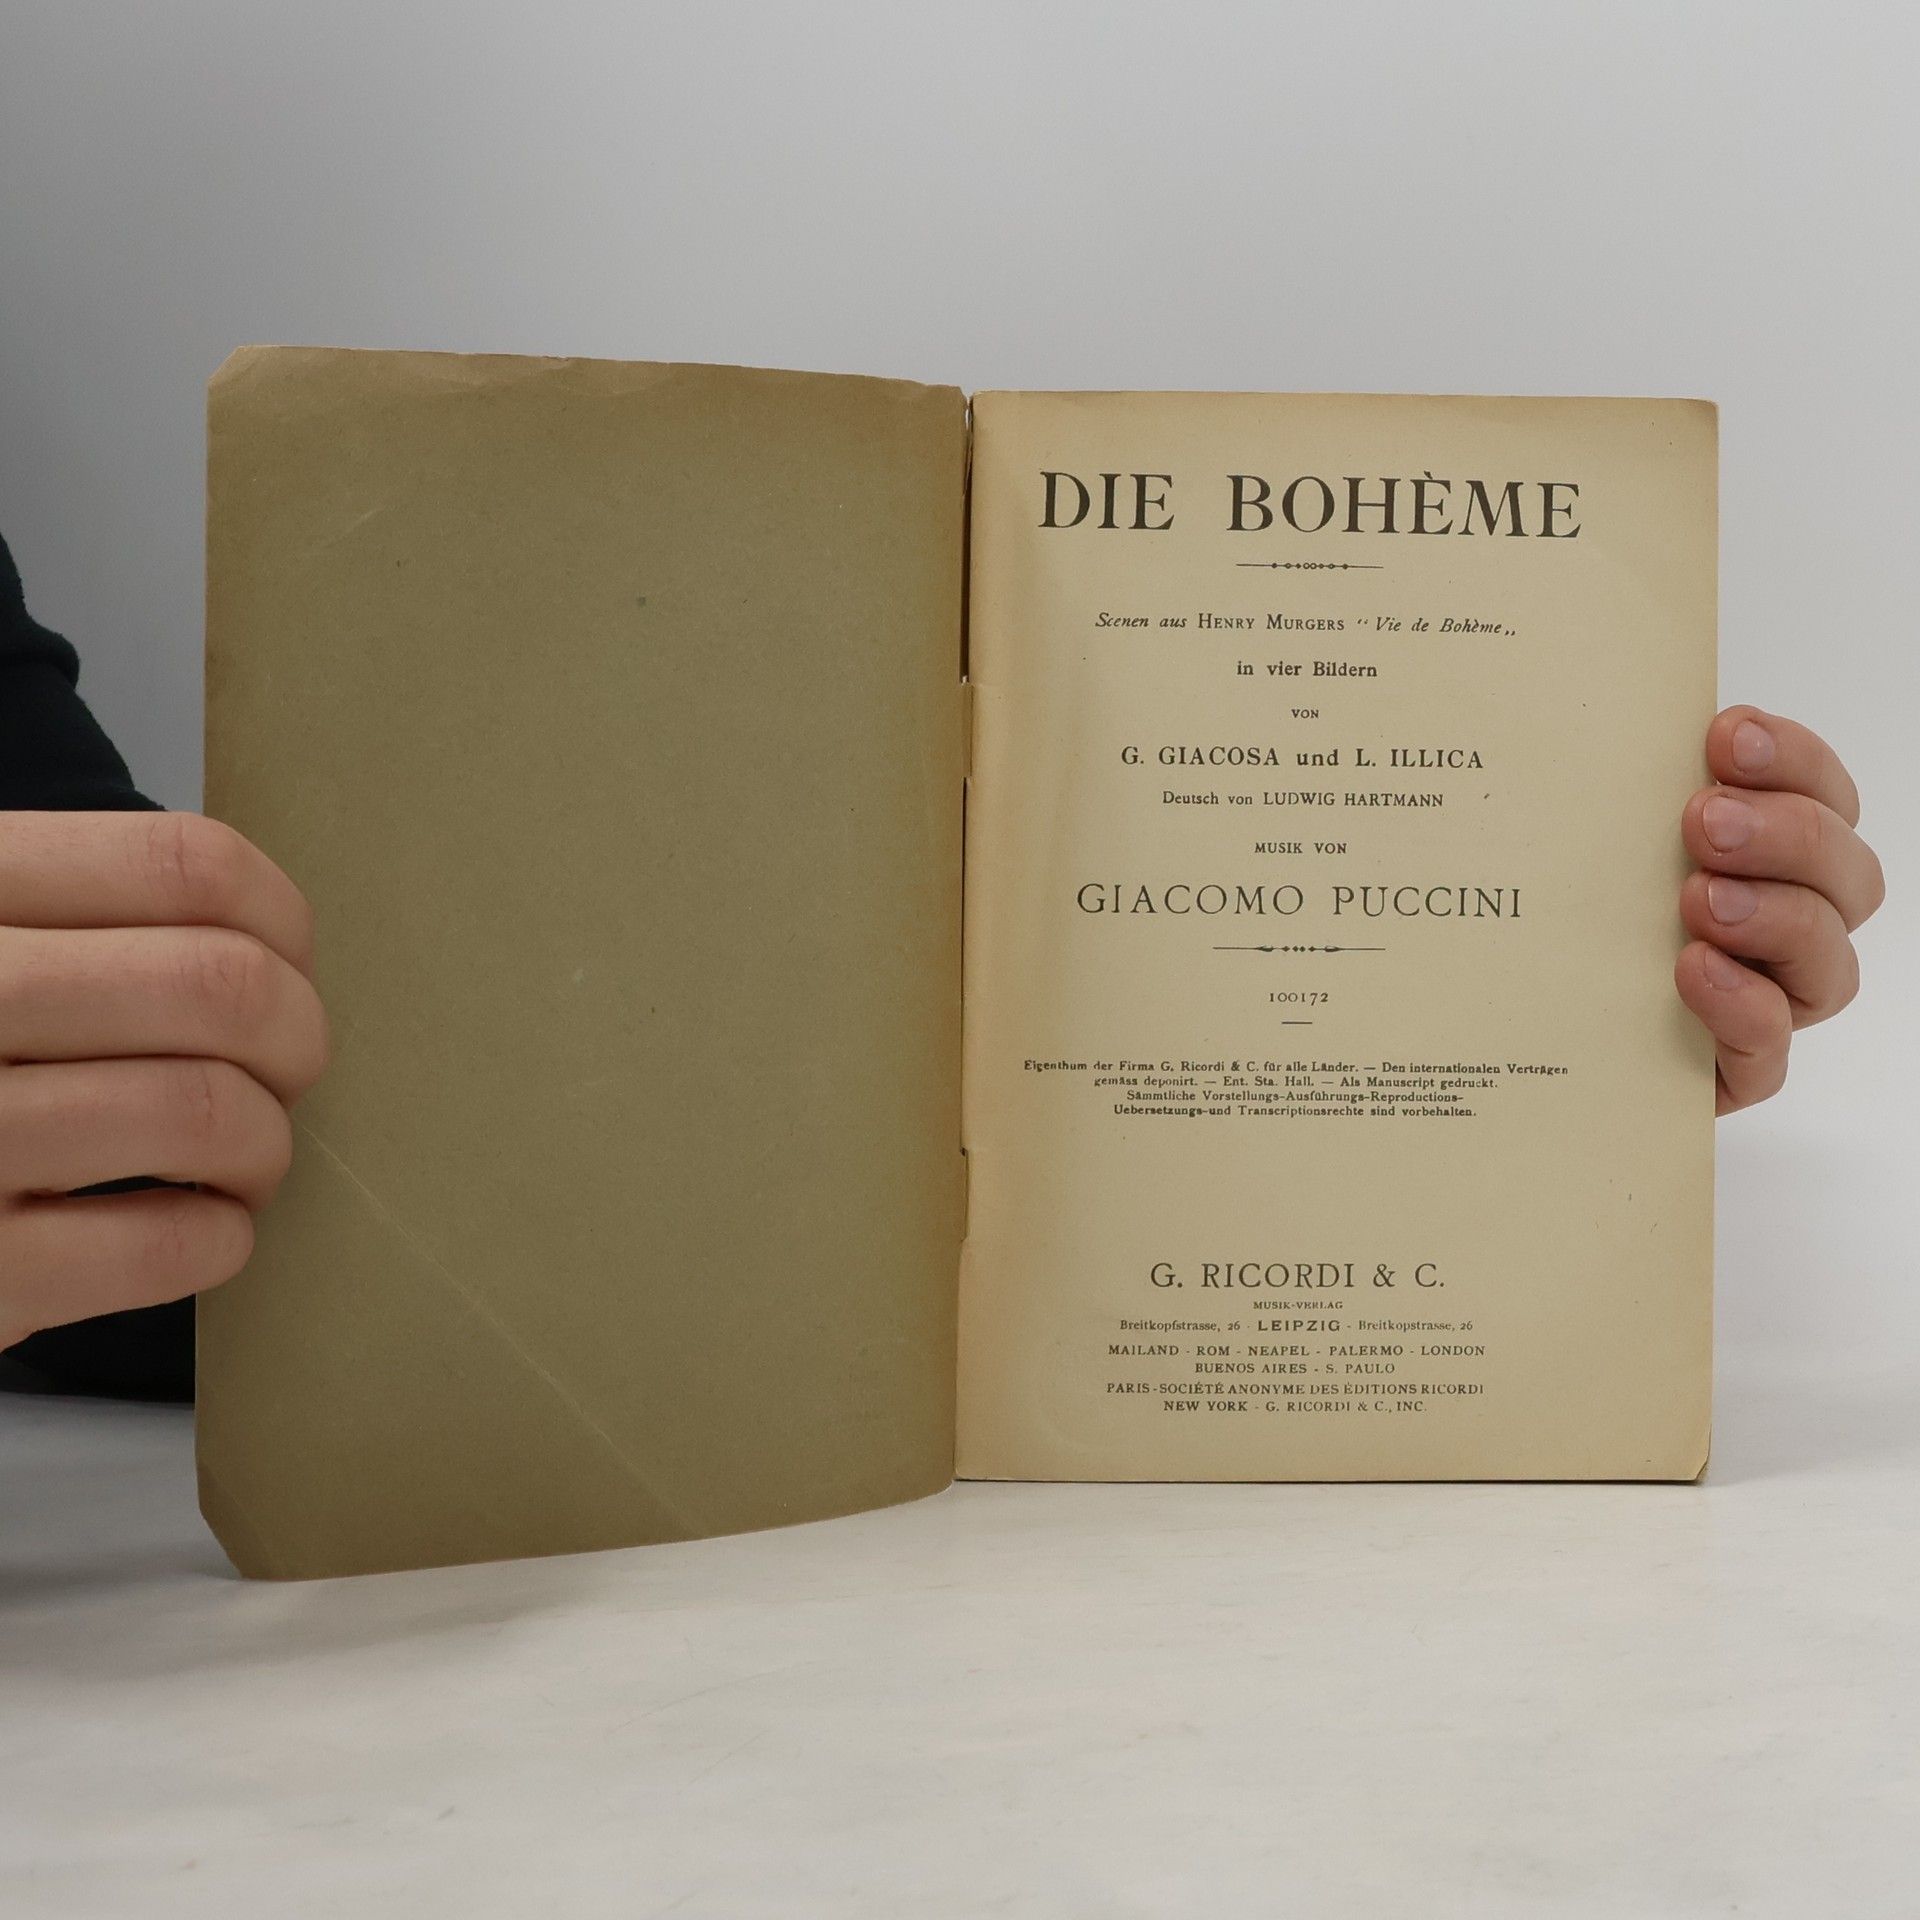 DIE BOHÈME
Scenen aus HENRY MURGERS “ Vie de Bohème „
in vier Bildern
VON
G. GIACOSA und L. ILLICA
Deutsch von LUDWIG HARTMANN
MUSIK VON
GIACOMO PUCCINI
100172
Eigenthum der Firma G. Ricordi & C. für alle Länder. — Den internationalen Verträgen
gemäss deponirt. — Ent. Sta. Hall. — Als Manuscript gedruckt.
Sämmtliche Vorstellungs-Ausführungs-Reproductions-
Uebersetzungs-und Transcriptionsrechte sind vorbehalten.
G. RICORDI & C.
MUSIK-VERLAG
Breitkopfstrasse, 26 - LEIPZIG - Breitkopstrasse, 26
MAILAND - ROM - NEAPEL - PALERMO - LONDON
BUENOS AIRES - S. PAULO
PARIS - SOCIÉTÉ ANONYME DES ÉDITIONS RICORDI
NEW YORK - G. RICORDI & C., INC.